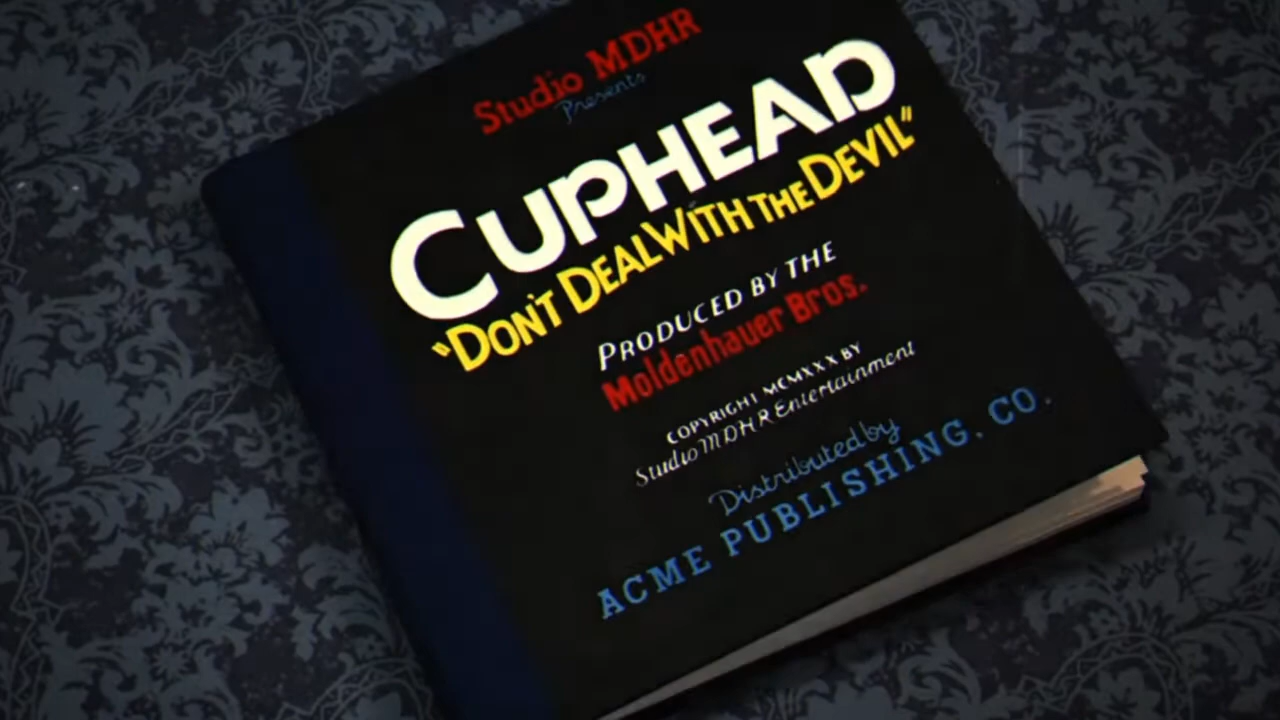 Studio MDHR
Presents
CUPHEAD
"DON'T DEAL WITH THE DEVIL"
PRODUCED BY THE
Moldenhauer Bros.
COPYRIGHT MCMXXX BY
Studio MDHR Entertainment
Distributed by
ACME PUBLISHING. CO.